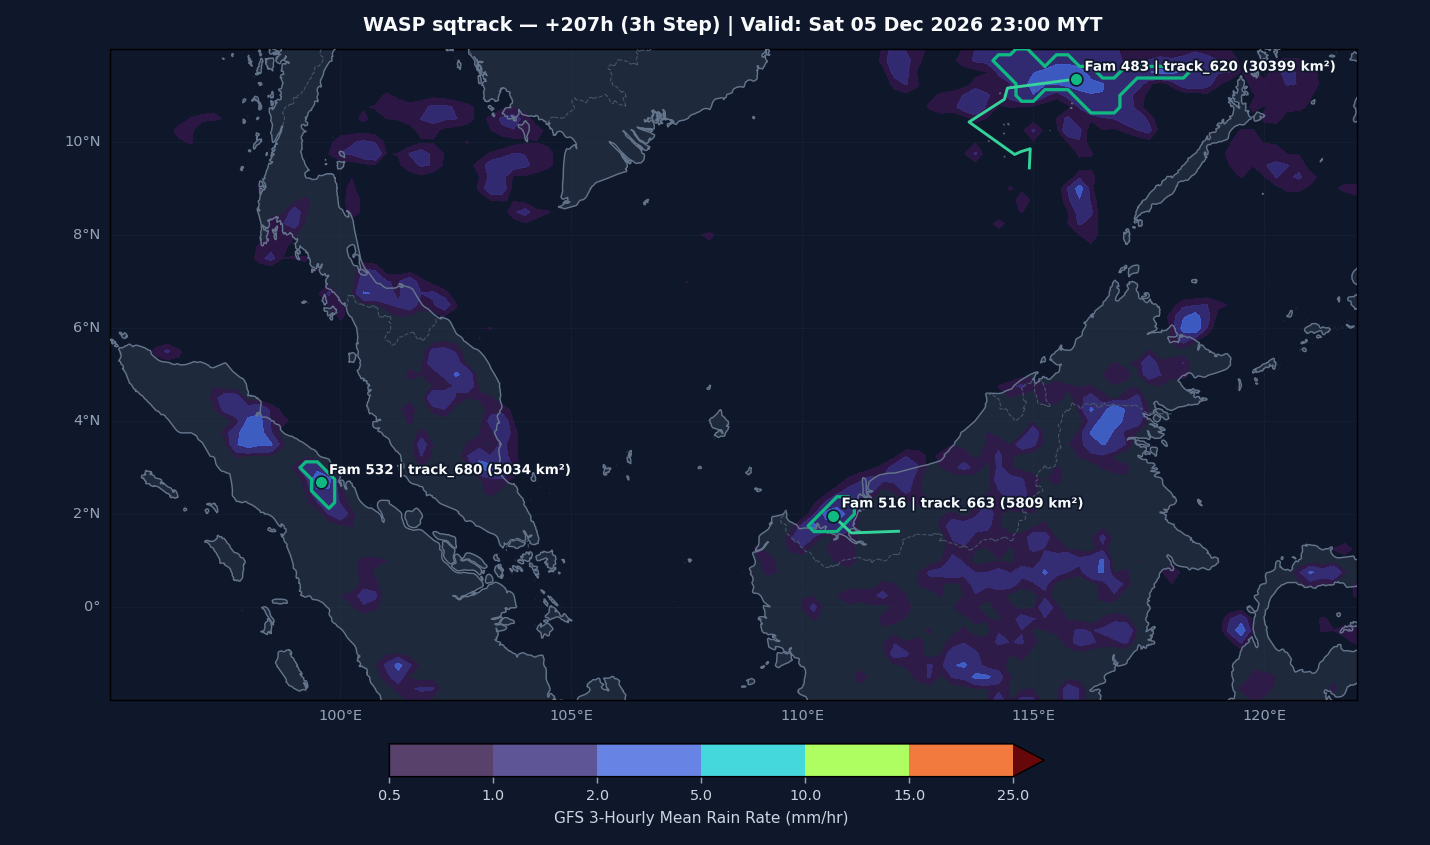 WASP sqtrack — +207h (3h Step) | Valid: Sat 05 Dec 2026 23:00 MYT
Fam 483 | track_620 (30399 km²)
10°N
8°N
6°N
4°N
Fam 532 | track_680 (5034 km²)
Fam 516 | track_663 (5809 km²)
2°N
0°
100°E 105°E 110°E 115°E 120°E
0.5 1.0 2.0 5.0 10.0 15.0 25.0
GFS 3-Hourly Mean Rain Rate (mm/hr)